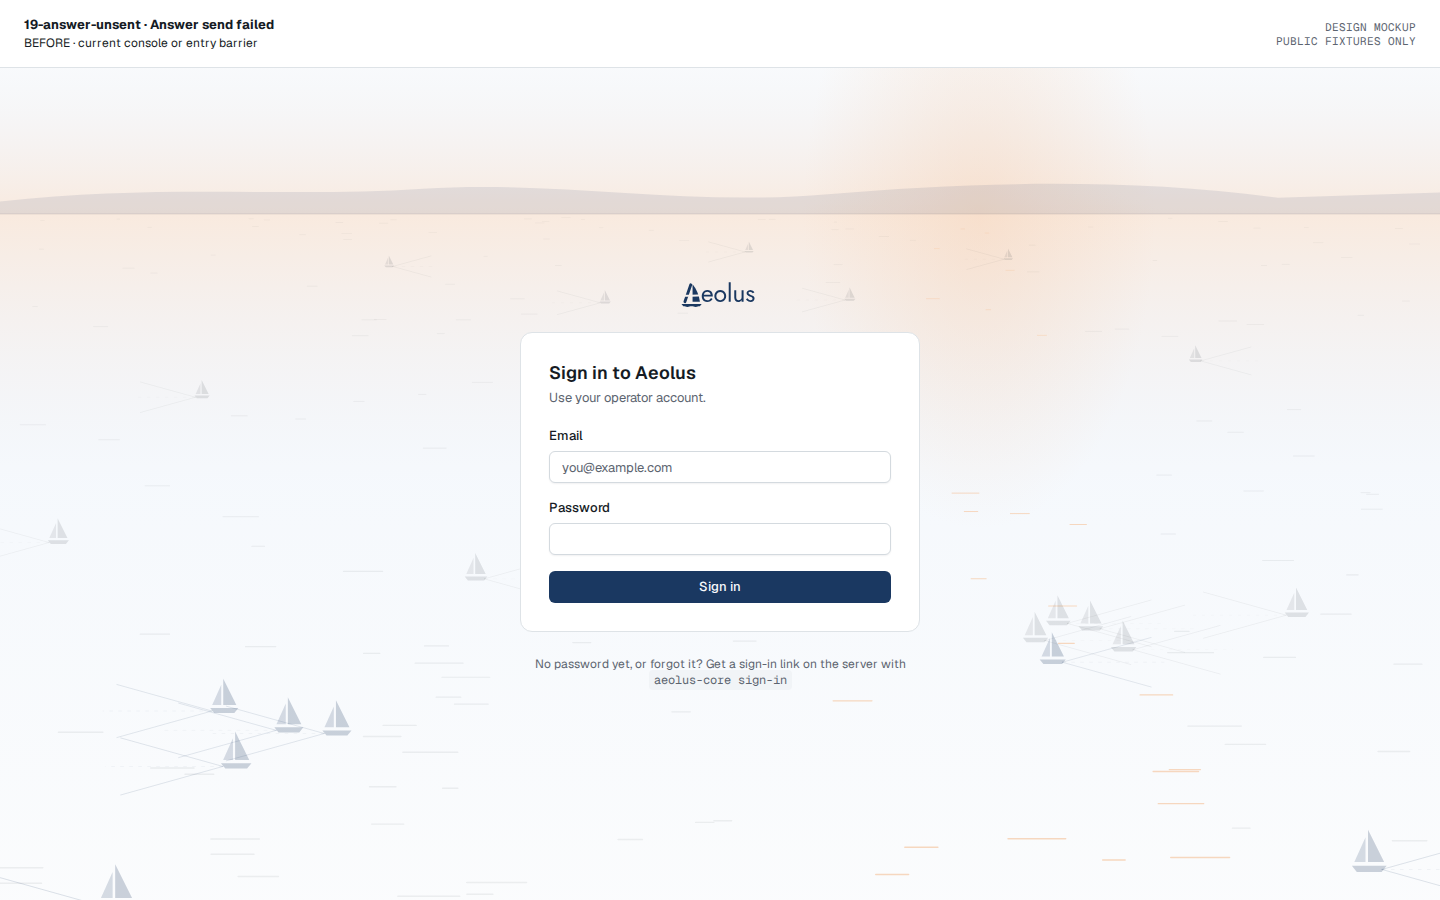 19-answer-unsent · Answer send failed
BEFORE · current console or entry barrier
DESIGN MOCKUP
PUBLIC FIXTURES ONLY
Aeolus
Sign in to Aeolus
Use your operator account.
Email
you@example.com
Password
Sign in
No password yet, or forgot it? Get a sign-in link on the server with
aeolus-core sign-in